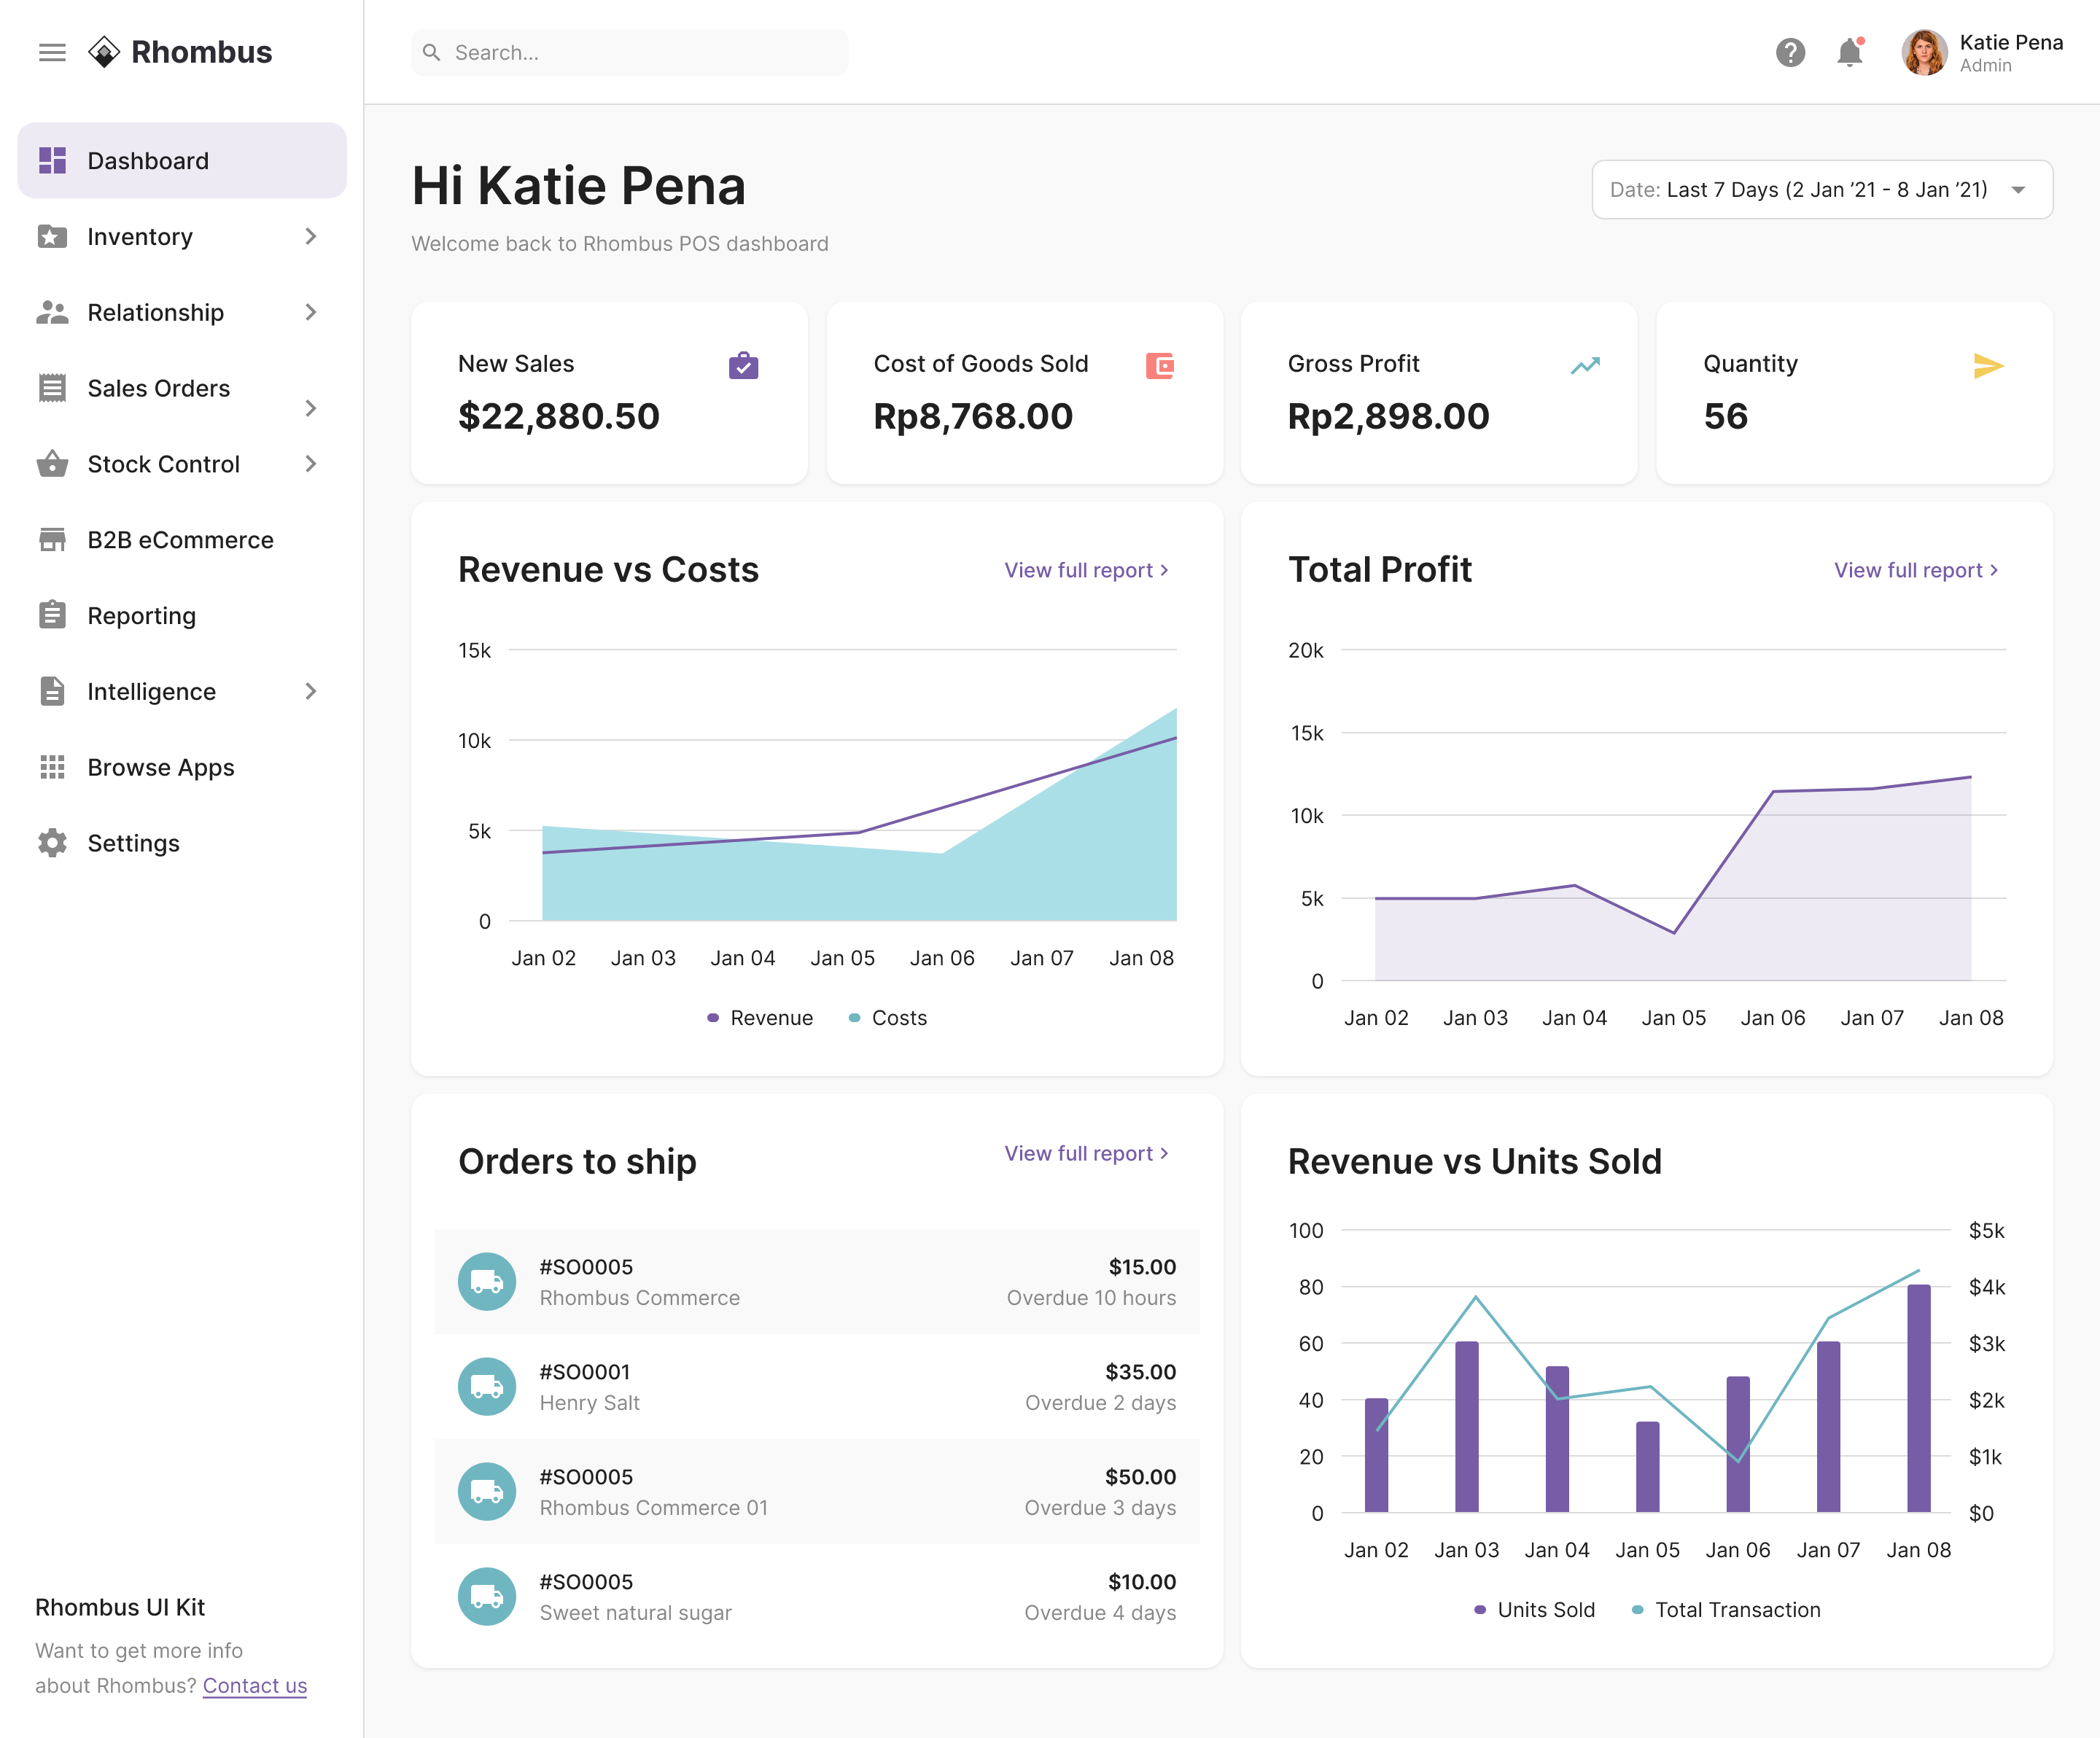 Rhombus
Search...
Katie Pena
Admin
Dashboard
Inventory
Relationship
Sales Orders
Stock Control
B2B eCommerce
Reporting
Intelligence
Browse Apps
Settings
Rhombus UI Kit
Want to get more info
about Rhombus? Contact us
Hi Katie Pena
Welcome back to Rhombus POS dashboard
Date: Last 7 Days (2 Jan ’21 - 8 Jan ’21)
New Sales
$22,880.50
Cost of Goods Sold
Rp8,768.00
Gross Profit
Rp2,898.00
Quantity
56
Revenue vs Costs
View full report
15k
10k
5k
0
Jan 02 Jan 03 Jan 04 Jan 05 Jan 06 Jan 07 Jan 08
Revenue Costs
Total Profit
View full report
20k
15k
10k
5k
0
Jan 02 Jan 03 Jan 04 Jan 05 Jan 06 Jan 07 Jan 08
Orders to ship
View full report
#SO0005 $15.00
Rhombus Commerce Overdue 10 hours
#SO0001 $35.00
Henry Salt Overdue 2 days
#SO0005 $50.00
Rhombus Commerce 01 Overdue 3 days
#SO0005 $10.00
Sweet natural sugar Overdue 4 days
Revenue vs Units Sold
100 $5k
80 $4k
60 $3k
40 $2k
20 $1k
0 $0
Jan 02 Jan 03 Jan 04 Jan 05 Jan 06 Jan 07 Jan 08
Units Sold Total Transaction